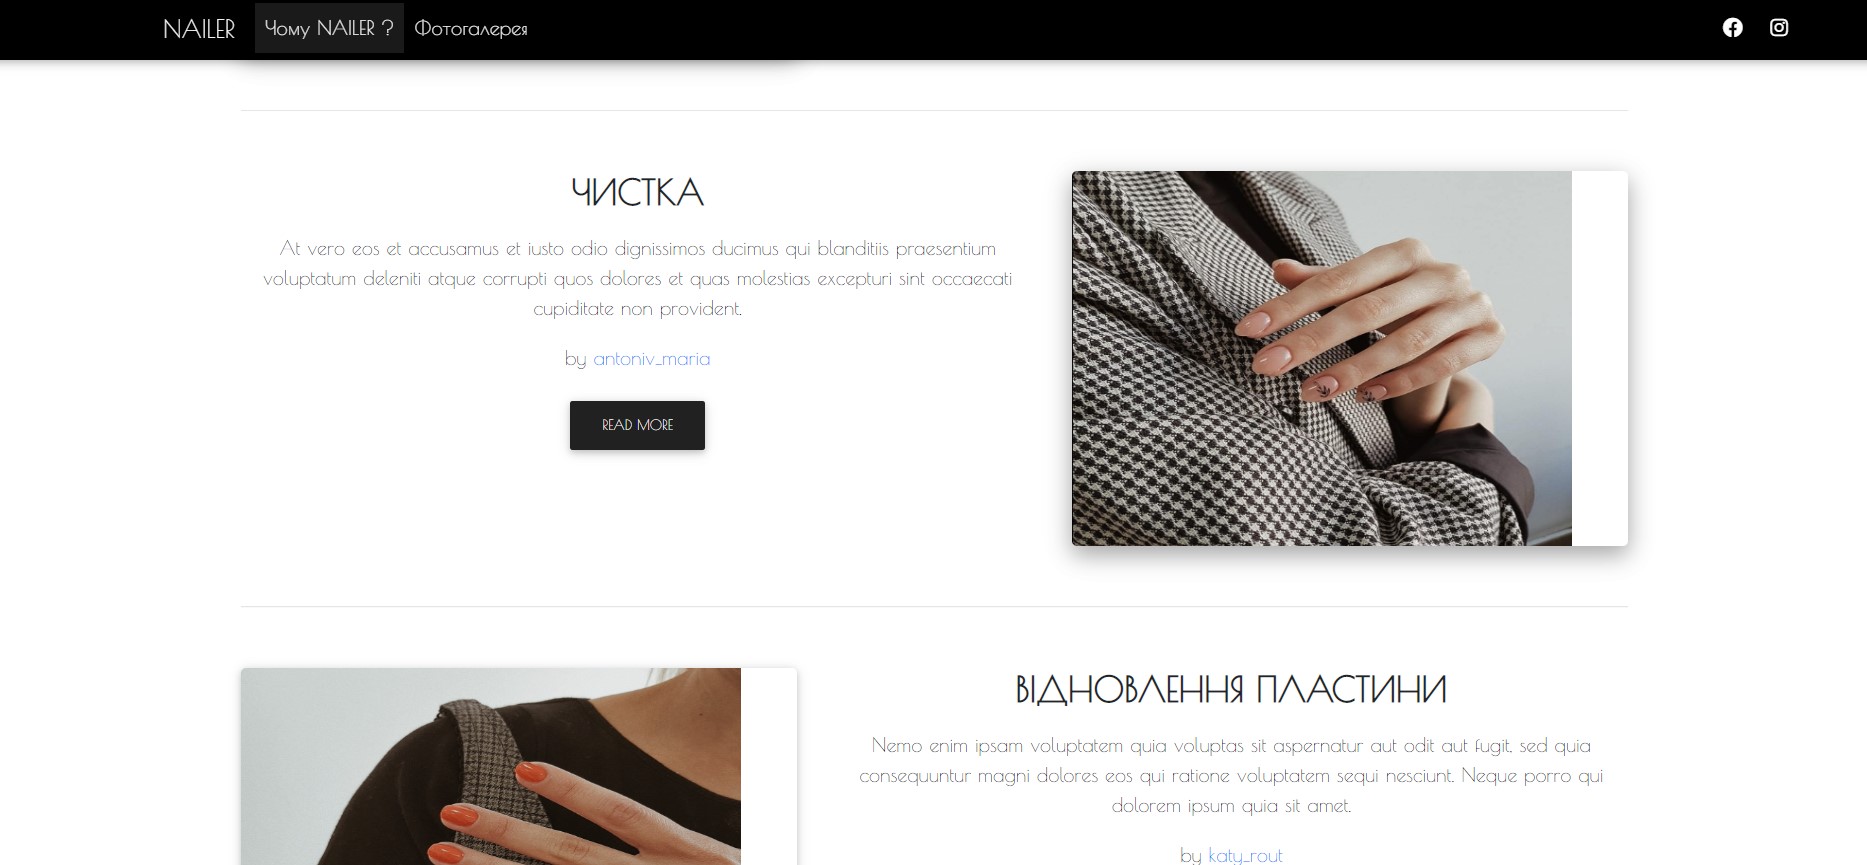 NAILER Чому NAILER ? Фотогалерея
ЧИСТКА
At vero eos et accusamus et iusto odio dignissimos ducimus qui blanditiis praesentium
voluptatum deleniti atque corrupti quos dolores et quas molestias excepturi sint occaecati
cupiditate non provident.
by antoniv_maria
READ MORE
ВІДНОВЛЕННЯ ПЛАСТИНИ
Nemo enim ipsam voluptatem quia voluptas sit aspernatur aut odit aut fugit, sed quia
consequuntur magni dolores eos qui ratione voluptatem sequi nesciunt. Neque porro qui
dolorem ipsum quia sit amet.
by katy_rout